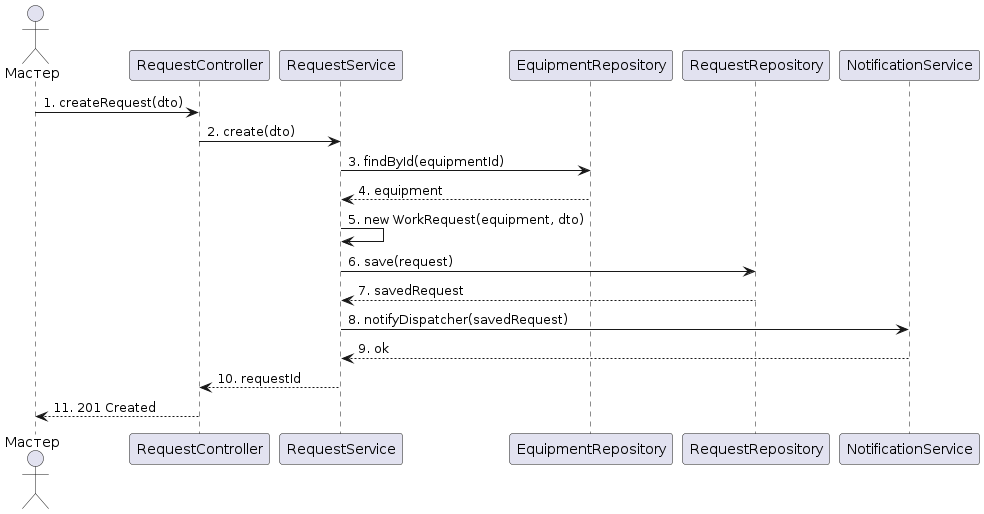 Мастер
RequestController
RequestService
EquipmentRepository
RequestRepository
NotificationService
1. createRequest(dto)
2. create(dto)
3. findById(equipmentId)
4. equipment
5. new WorkRequest(equipment, dto)
6. save(request)
7. savedRequest
8. notifyDispatcher(savedRequest)
9. ok
10. requestId
11. 201 Created
Мастер
RequestController
RequestService
EquipmentRepository
RequestRepository
NotificationService